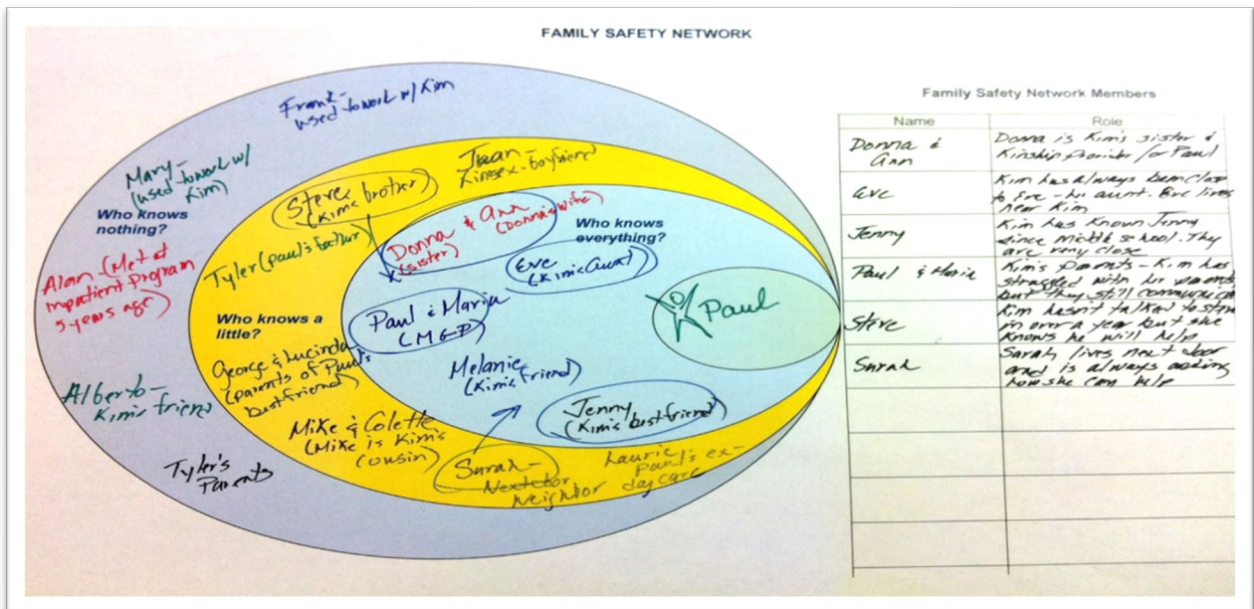 FAMILY SAFETY NETWORK
Frank-
used to work w/ Kim
Mary-
(used to work w/
Kim)
Who knows
nothing?
Alan-(Met at
inpatient program
5 years ago)
Alberto-
Kim's friend
Tyler's
Parents
Juan-
Kim's ex-boyfriend
Steve
(Kim's brother)
Tyler (Paul's father)
Who knows a
little?
George & Lucinda
(parents of Paul's
best friend)
Mike & Colette
(Mike is Kim's
cousin)
Sarah-
Next door
Neighbor
Laurie
Paul's ex-
daycare
Donna & Ann
(sister) (Donna's wife)
Who knows
everything?
Eve
(Kim's Aunt)
Paul & Maria
(MGP)
Melanie
(Kim's friend)
Jenny
(Kim's best friend)
Paul
Family Safety Network Members
Name Role
Donna & Donna is Kim's sister &
Ann Kinship provider for Paul
Eve Kim has always been close
to Eve her aunt. Eve lives
near Kim
Jenny Kim has known Jenny
since middle school. They
are very close
Paul & Maria Kim's parents - Kim has
struggled with her parents
but they still communicate
Steve Kim hasn't talked to Steve
in over a year but she
knows he will help
Sarah Sarah lives next door
and is always asking
how she can help